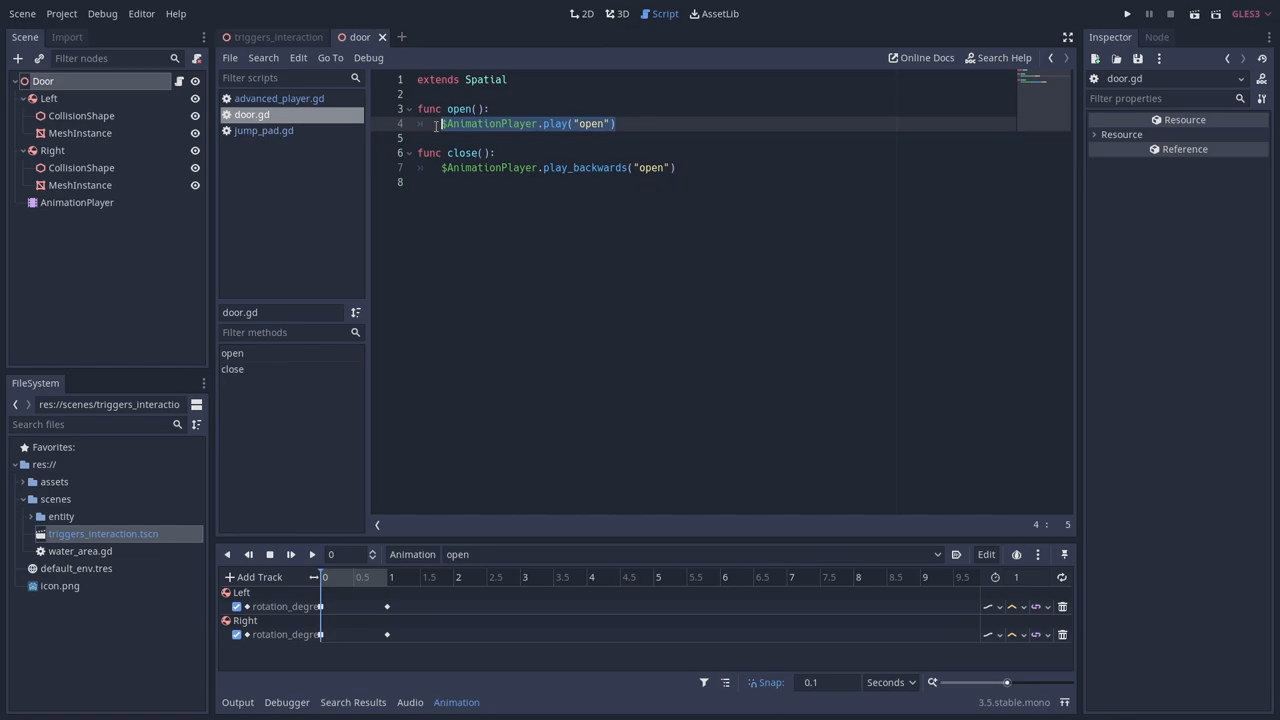 Scene Project Debug Editor Help
2D 3D Script AssetLib
GLES3
Scene Import
Filter nodes
Door
Left
CollisionShape
MeshInstance
Right
CollisionShape
MeshInstance
AnimationPlayer
FileSystem
res://scenes/triggers_interactio
Search files
Favorites:
res://
assets
scenes
entity
triggers_interaction.tscn
water_area.gd
default_env.tres
icon.png
triggers_interaction door
File Search Edit Go To Debug
Online Docs Search Help
Filter scripts
advanced_player.gd
door.gd
jump_pad.gd
door.gd
Filter methods
open
close
1 extends Spatial
2
3 func open():
4 $AnimationPlayer.play("open")
5
6 func close():
7 $AnimationPlayer.play_backwards("open")
8
4 : 5
0 Animation open Edit
Add Track 0 0.5 1 1.5 2 2.5 3 3.5 4 4.5 5 5.5 6 6.5 7 7.5 8 8.5 9 9.5 1
Left
rotation_degre
Right
rotation_degre
Snap: 0.1 Seconds
Output Debugger Search Results Audio Animation
3.5.stable.mono
Inspector Node
door.gd
Filter properties
Resource
Resource
Reference